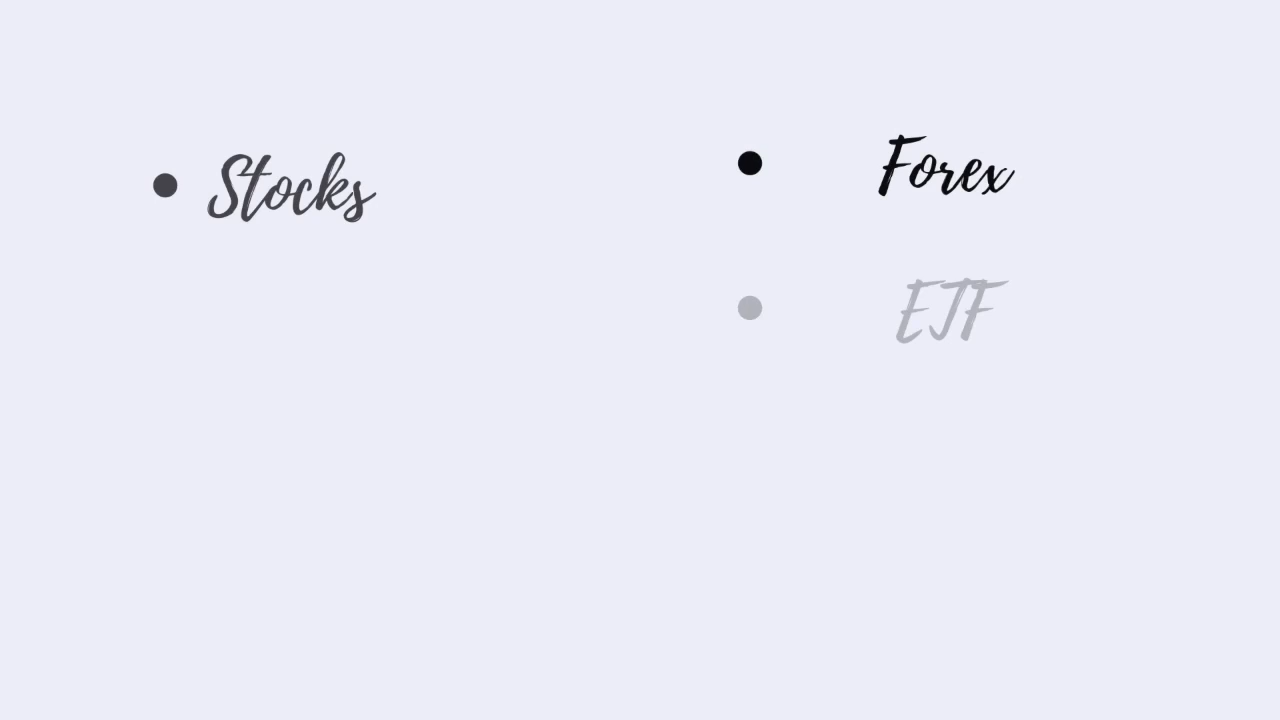 • Stocks
• Forex
• ETF